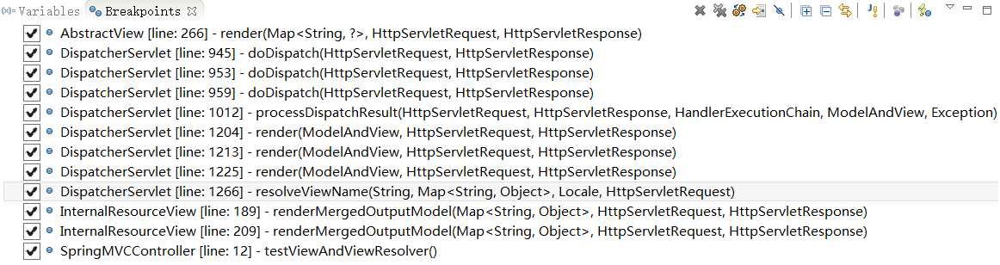 (x)= Variables Breakpoints
AbstractView [line: 266] - render(Map<String, ?>, HttpServletRequest, HttpServletResponse)
DispatcherServlet [line: 945] - doDispatch(HttpServletRequest, HttpServletResponse)
DispatcherServlet [line: 953] - doDispatch(HttpServletRequest, HttpServletResponse)
DispatcherServlet [line: 959] - doDispatch(HttpServletRequest, HttpServletResponse)
DispatcherServlet [line: 1012] - processDispatchResult(HttpServletRequest, HttpServletResponse, HandlerExecutionChain, ModelAndView, Exception)
DispatcherServlet [line: 1204] - render(ModelAndView, HttpServletRequest, HttpServletResponse)
DispatcherServlet [line: 1213] - render(ModelAndView, HttpServletRequest, HttpServletResponse)
DispatcherServlet [line: 1225] - render(ModelAndView, HttpServletRequest, HttpServletResponse)
DispatcherServlet [line: 1266] - resolveViewName(String, Map<String, Object>, Locale, HttpServletRequest)
InternalResourceView [line: 189] - renderMergedOutputModel(Map<String, Object>, HttpServletRequest, HttpServletResponse)
InternalResourceView [line: 209] - renderMergedOutputModel(Map<String, Object>, HttpServletRequest, HttpServletResponse)
SpringMVCController [line: 12] - testViewAndViewResolver()